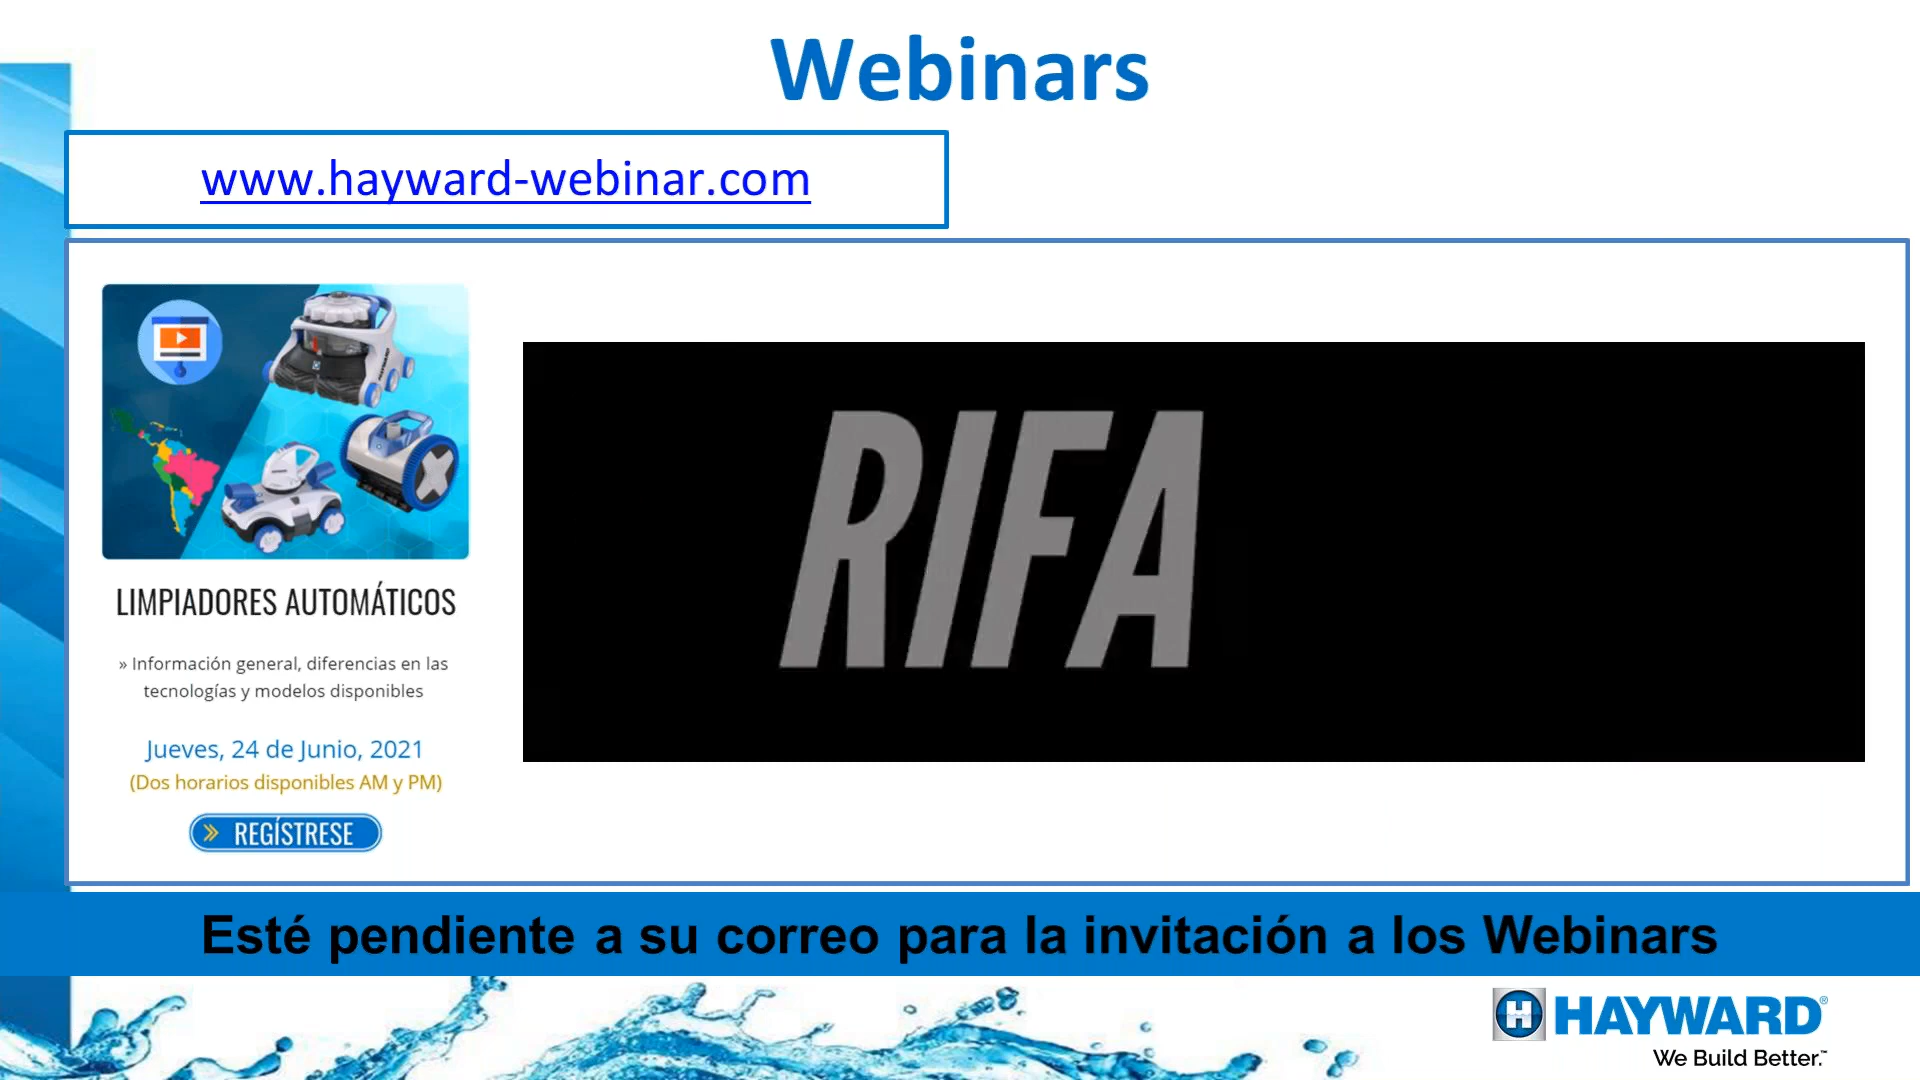 Webinars
www.hayward-webinar.com
RIFA
LIMPIADORES AUTOMÁTICOS
» Información general, diferencias en las
tecnologías y modelos disponibles
Jueves, 24 de Junio, 2021
(Dos horarios disponibles AM y PM)
» REGÍSTRESE
Esté pendiente a su correo para la invitación a los Webinars
H HAYWARD®
We Build Better.™